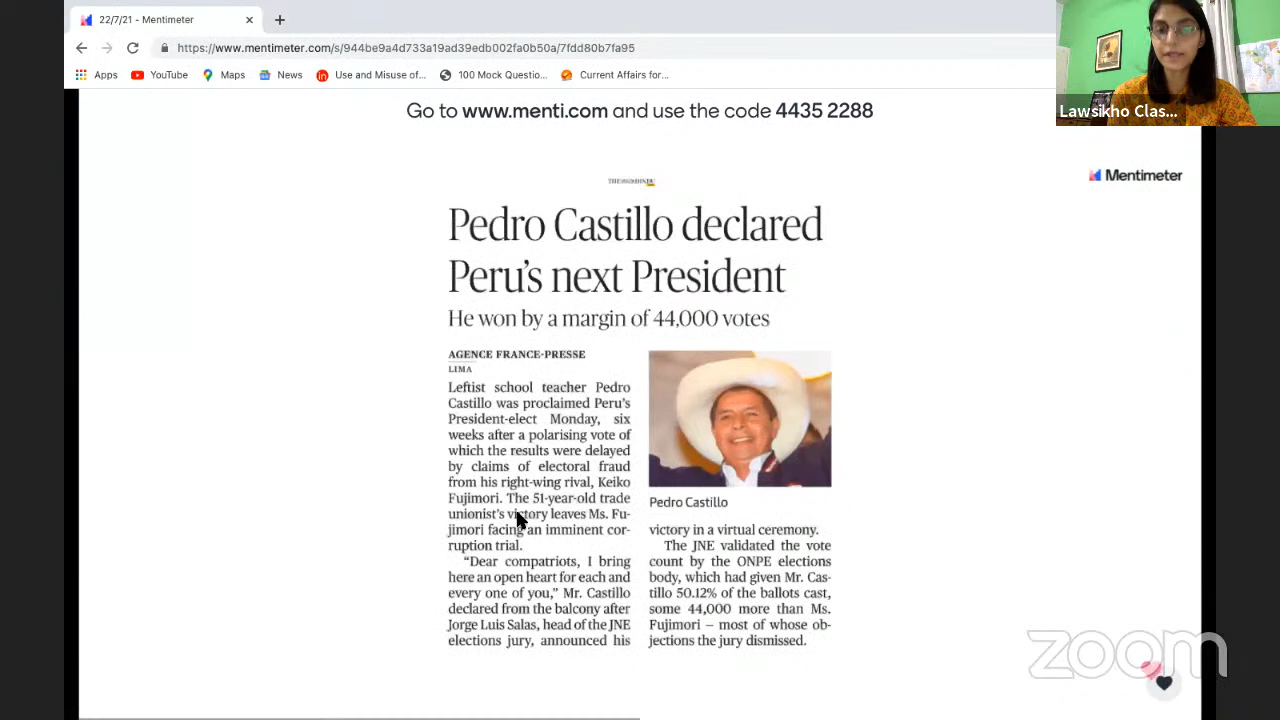 22/7/21 - Mentimeter
https://www.mentimeter.com/s/944be9a4d733a19ad39edb002fa0b50a/7fdd80b7fa95
Apps YouTube Maps News Use and Misuse of... 100 Mock Questio... Current Affairs for...
Lawsikho Clas...
Go to www.menti.com and use the code 4435 2288
Mentimeter
Pedro Castillo declared
Peru's next President
He won by a margin of 44,000 votes
AGENCE FRANCE-PRESSE
LIMA
Leftist school teacher Pedro
Castillo was proclaimed Peru's
President-elect Monday, six
weeks after a polarising vote of
which the results were delayed
by claims of electoral fraud
from his right-wing rival, Keiko
Fujimori. The 51-year-old trade
unionist's victory leaves Ms. Fu-
jimori facing an imminent cor-
ruption trial.
"Dear compatriots, I bring
here an open heart for each and
every one of you," Mr. Castillo
declared from the balcony after
Jorge Luis Salas, head of the JNE
elections jury, announced his
Pedro Castillo
victory in a virtual ceremony.
The JNE validated the vote
count by the ONPE elections
body, which had given Mr. Cas-
tillo 50.12% of the ballots cast,
some 44,000 more than Ms.
Fujimori – most of whose ob-
jections the jury dismissed.
zoom